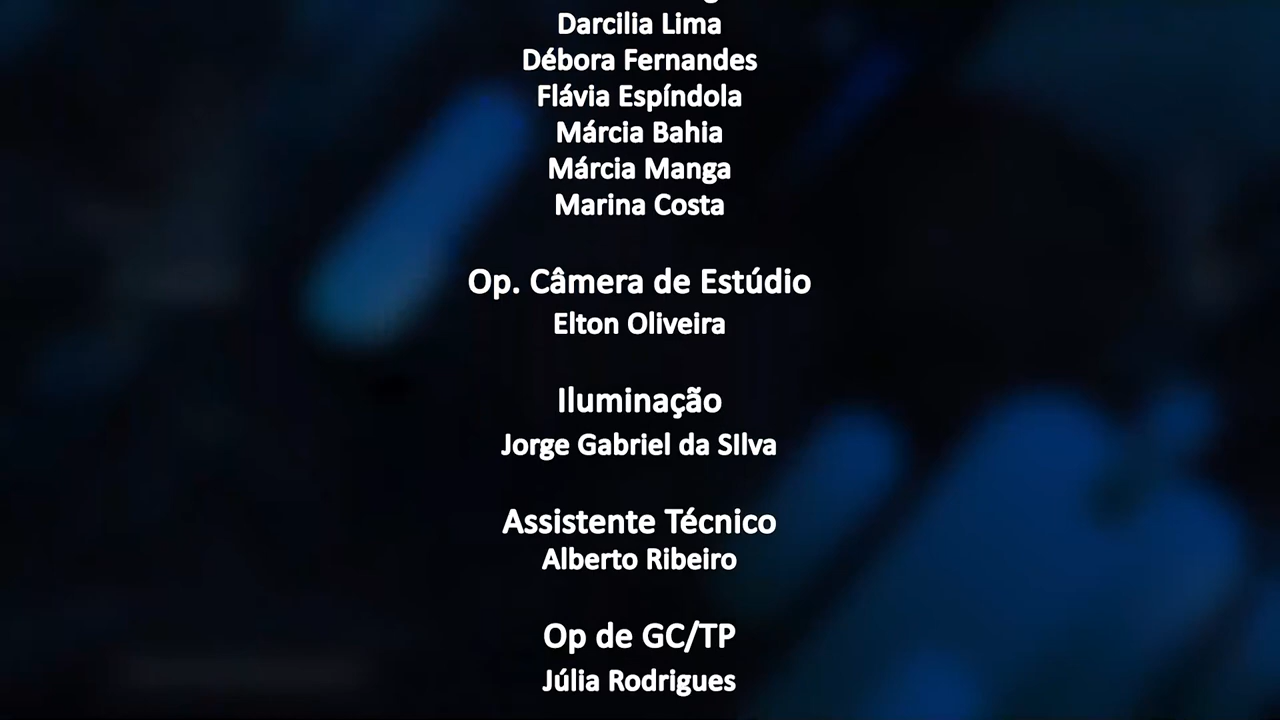 Darcilia Lima
Débora Fernandes
Flávia Espíndola
Márcia Bahia
Márcia Manga
Marina Costa
Op. Câmera de Estúdio
Elton Oliveira
Iluminação
Jorge Gabriel da SIlva
Assistente Técnico
Alberto Ribeiro
Op de GC/TP
Júlia Rodrigues